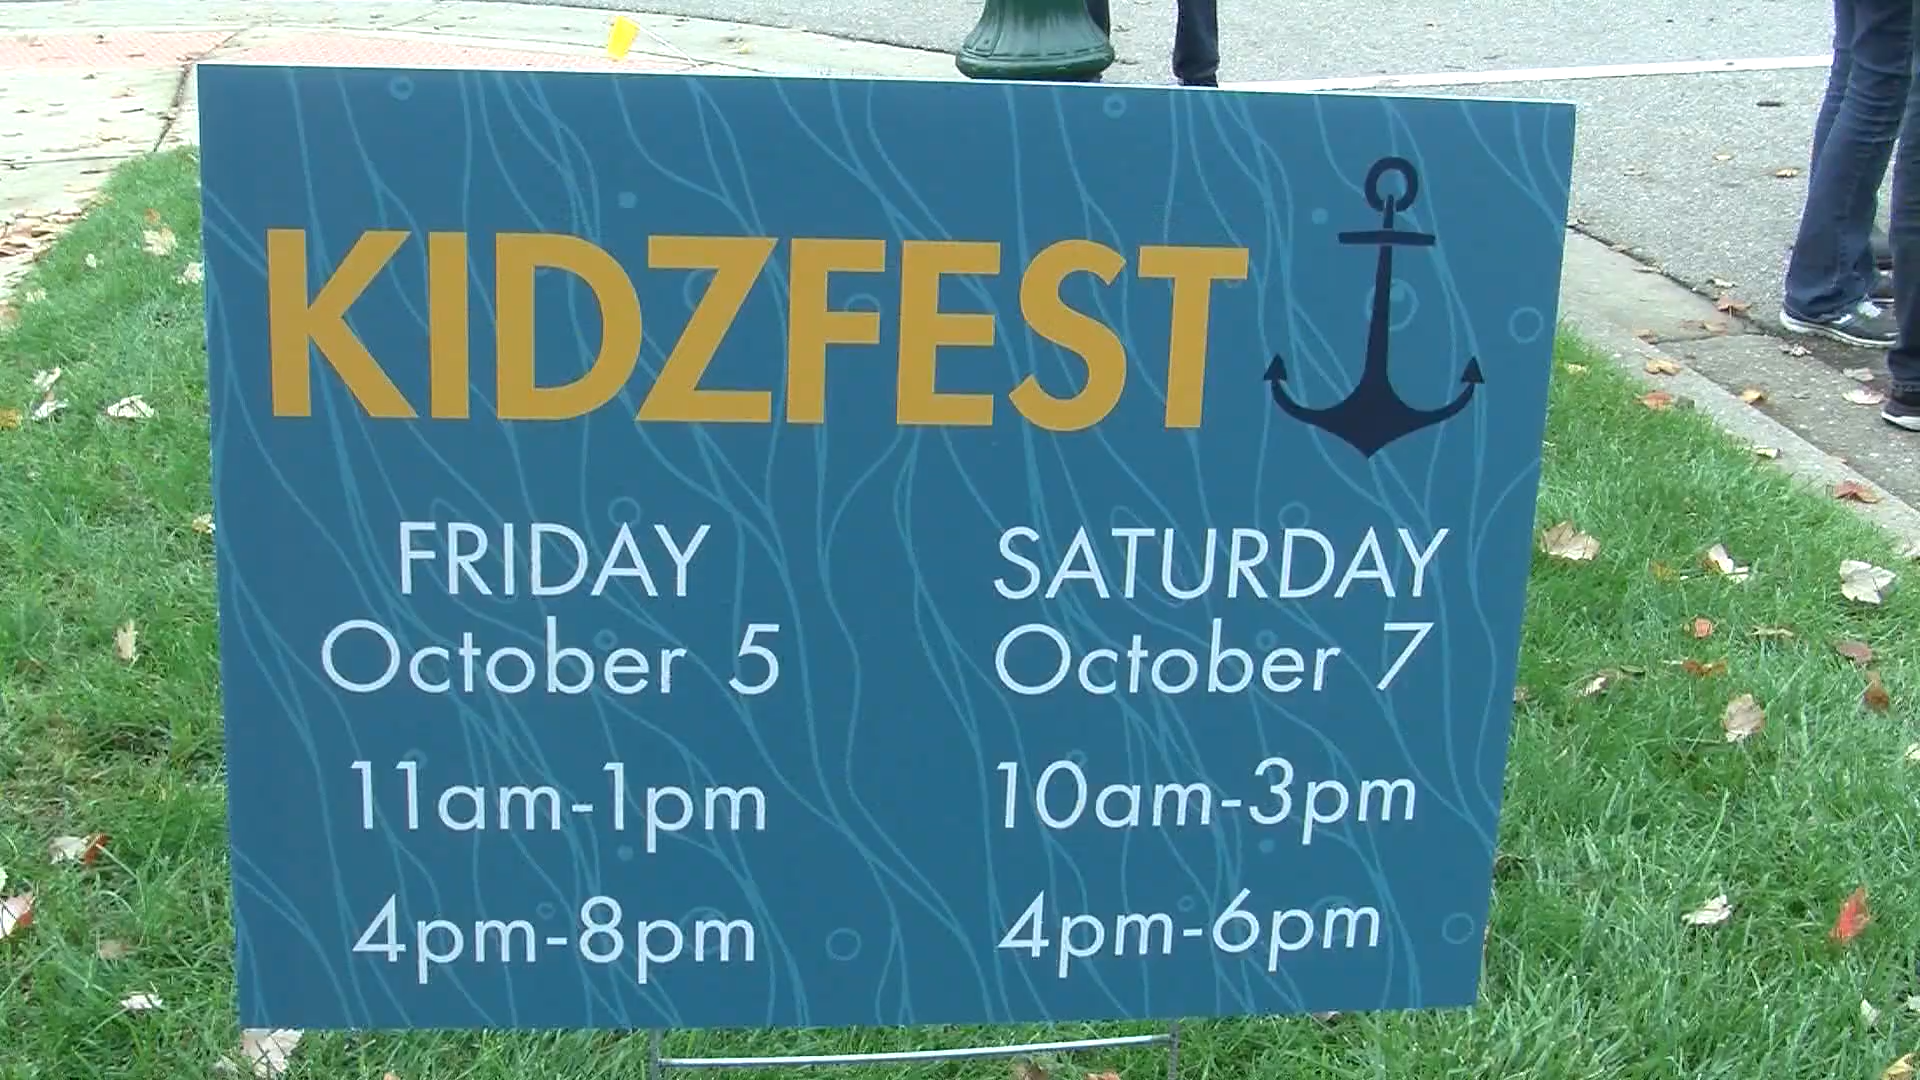 KIDZFEST
FRIDAY
October 5
11am-1pm
4pm-8pm
SATURDAY
October 7
10am-3pm
4pm-6pm